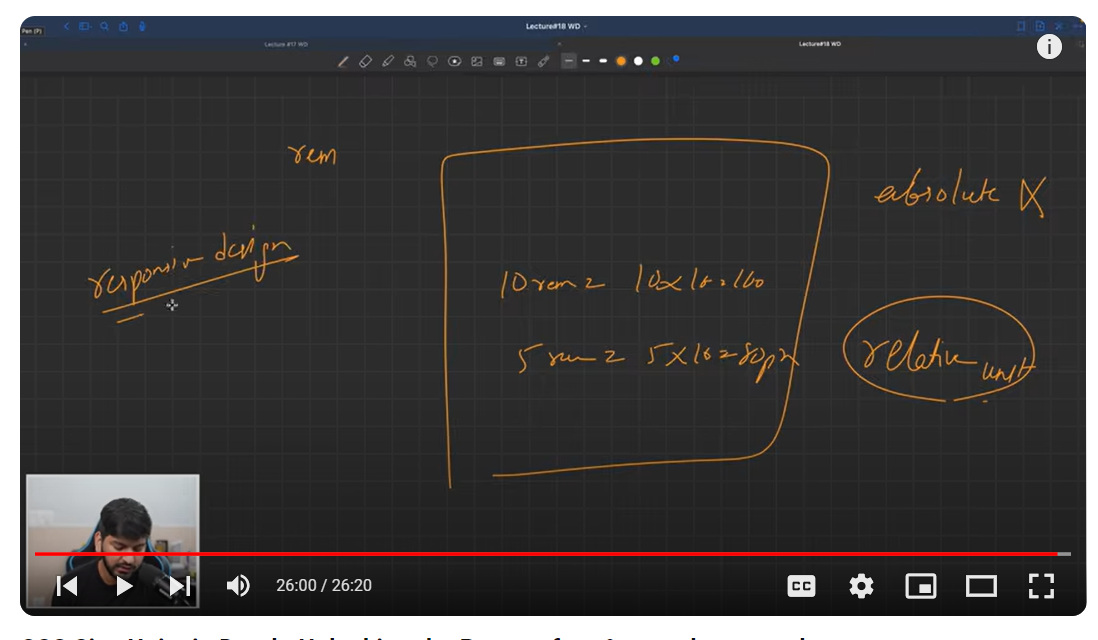 Pen (P)
Lecture#18 WD
Lecture #17 WD
Lecture#18 WD
rem
absolute X
responsive design
10 rem = 10x16=160
5 rem = 5x16=80px
relative unit
26:00 / 26:20
CC